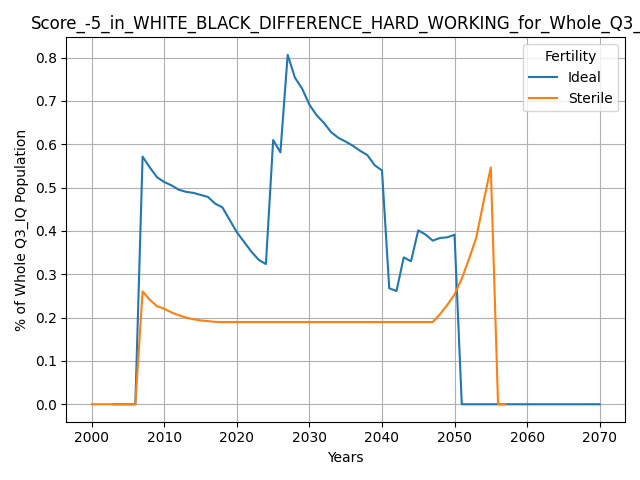 Score_-5_in_WHITE_BLACK_DIFFERENCE_HARD_WORKING_for_Whole_Q3_
Fertility
Ideal
Sterile
% of Whole Q3_IQ Population
0.8
0.7
0.6
0.5
0.4
0.3
0.2
0.1
0.0
2000 2010 2020 2030 2040 2050 2060 2070
Years